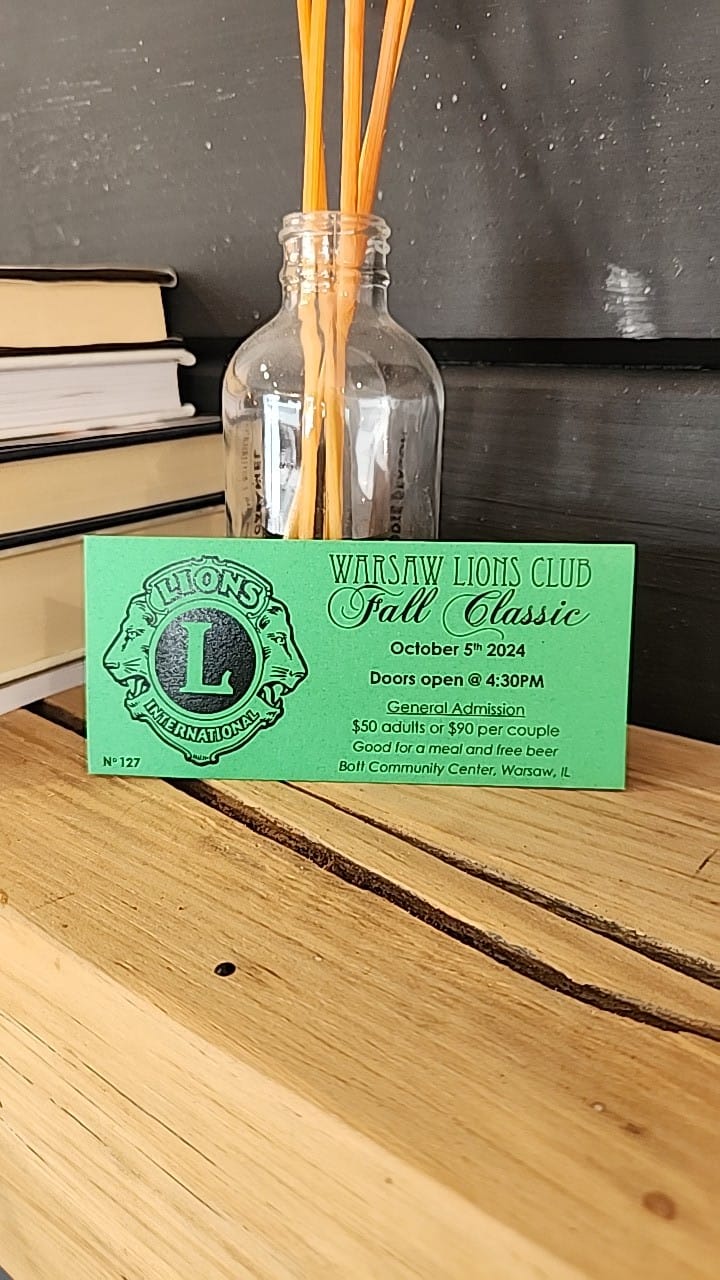 LIONS
L
INTERNATIONAL
Nº 127
WARSAW LIONS CLUB
Fall Classic
October 5th 2024
Doors open @ 4:30PM
General Admission
$50 adults or $90 per couple
Good for a meal and free beer
Bott Community Center, Warsaw, IL